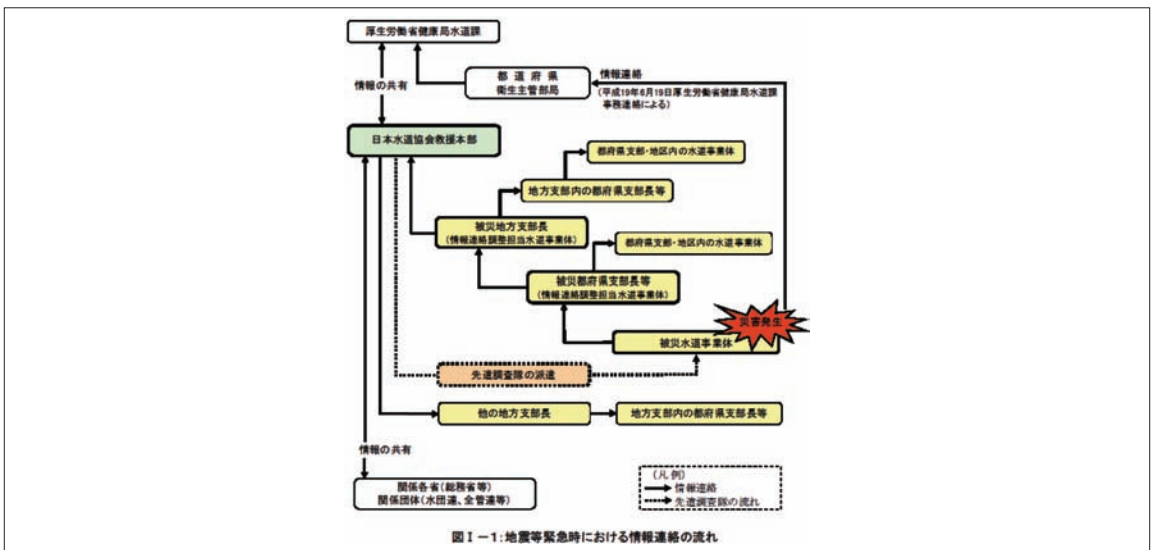 厚生労働省健康局水道課
都道府県
衛生主管部局
情報連絡
(平成19年6月19日厚生労働省健康局水道課
事務連絡による)
情報の共有
日本水道協会救援本部
都府県支部・地区内の水道事業体
地方支部内の都府県支部長等
被災地方支部長
(情報連絡調整担当水道事業体)
都府県支部・地区内の水道事業体
被災都府県支部長等
(情報連絡調整担当水道事業体)
災害発生
被災水道事業体
先遣調査隊の派遣
他の地方支部長
地方支部内の都府県支部長等
情報の共有
関係各省(総務省等)
関係団体(水団連、全管連等)
(凡例)
情報連絡
先遣調査隊の流れ
図Ⅰ-1:地震等緊急時における情報連絡の流れ